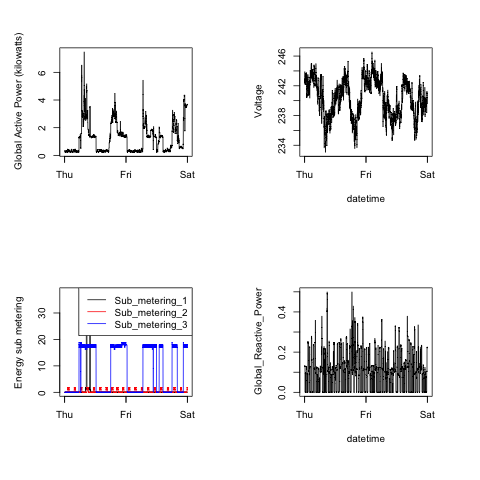 Global Active Power (kilowatts)
0 2 4 6
Thu Fri Sat
Voltage
234 238 242 246
Thu Fri Sat
datetime
Energy sub metering
0 10 20 30
Sub_metering_1
Sub_metering_2
Sub_metering_3
Thu Fri Sat
Global_Reactive_Power
0.0 0.2 0.4
Thu Fri Sat
datetime